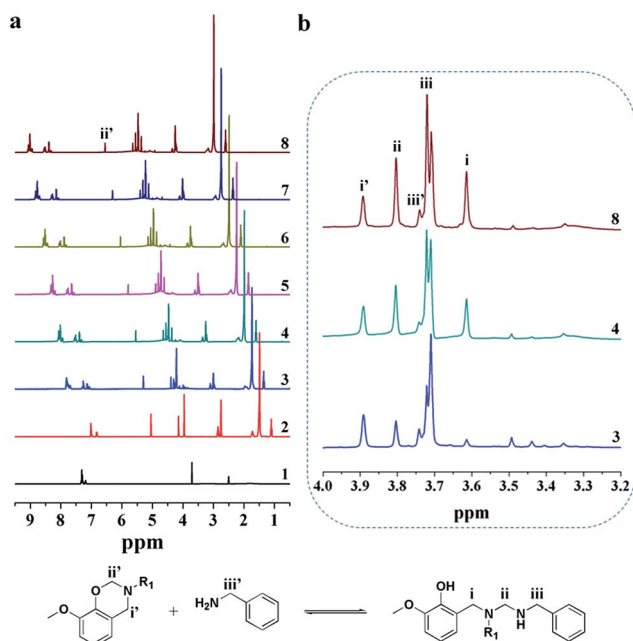 a
b
ii'
8
7
6
5
4
3
2
1
9 8 7 6 5 4 3 2 1
ppm
iii
ii
i
i'
iii'
8
4
3
4.0 3.9 3.8 3.7 3.6 3.5 3.4 3.3 3.2
ppm
ii'
O
N
R1
O
i'
+
iii'
H2N
OH
i
ii
iii
O
N
N
H
R1